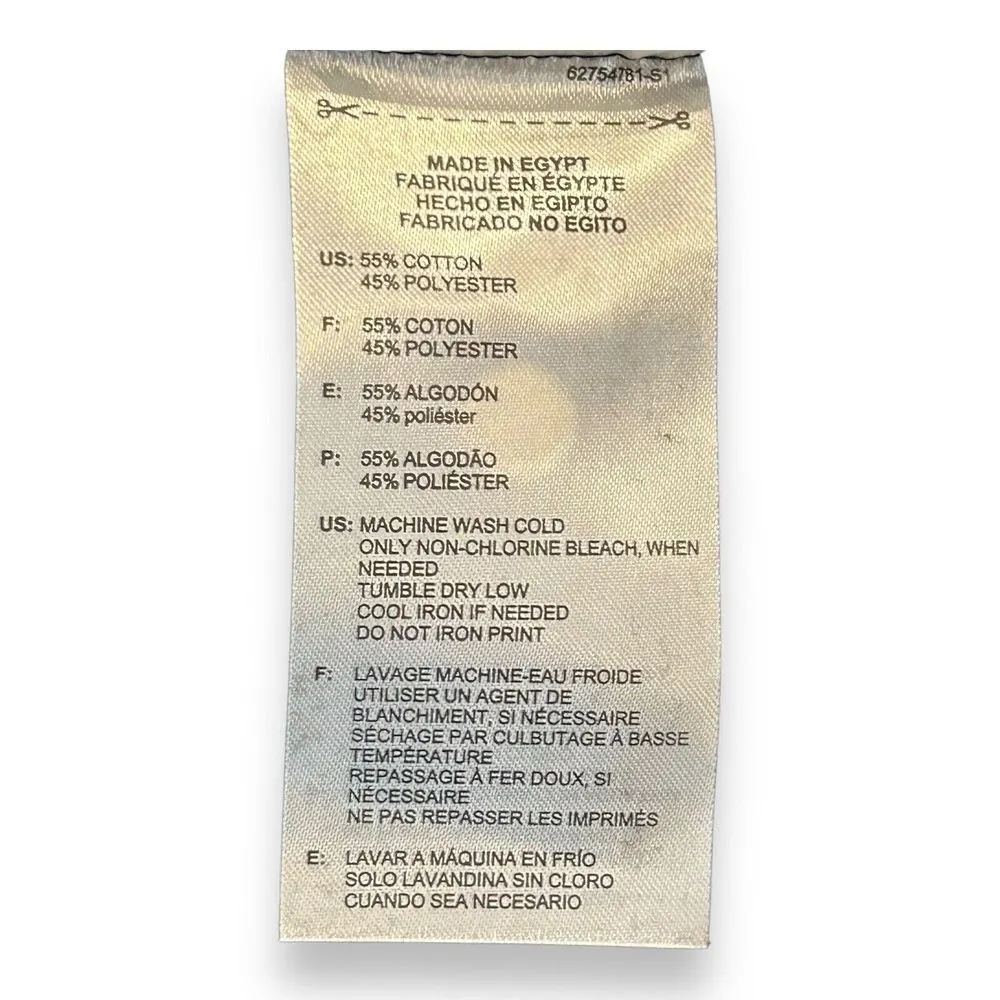 62754781-S1
MADE IN EGYPT
FABRIQUÉ EN ÉGYPTE
HECHO EN EGIPTO
FABRICADO NO EGITO
US: 55% COTTON
45% POLYESTER
F: 55% COTON
45% POLYESTER
E: 55% ALGODÓN
45% poliéster
P: 55% ALGODÃO
45% POLIÉSTER
US: MACHINE WASH COLD
ONLY NON-CHLORINE BLEACH, WHEN
NEEDED
TUMBLE DRY LOW
COOL IRON IF NEEDED
DO NOT IRON PRINT
F: LAVAGE MACHINE-EAU FROIDE
UTILISER UN AGENT DE
BLANCHIMENT, SI NÉCESSAIRE
SÉCHAGE PAR CULBUTAGE À BASSE
TEMPÉRATURE
REPASSAGE À FER DOUX, SI
NÉCESSAIRE
NE PAS REPASSER LES IMPRIMÉS
E: LAVAR A MÁQUINA EN FRÍO
SOLO LAVANDINA SIN CLORO
CUANDO SEA NECESARIO